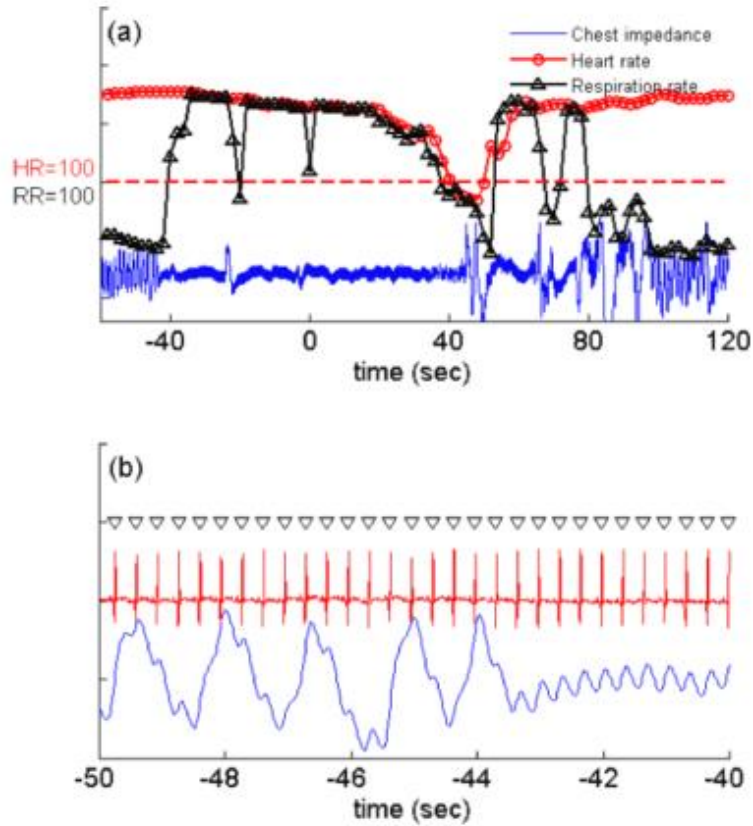 (a)
Chest impedance
Heart rate
Respiration rate
HR=100
RR=100
-40 0 40 80 120
time (sec)
(b)
-50 -48 -46 -44 -42 -40
time (sec)